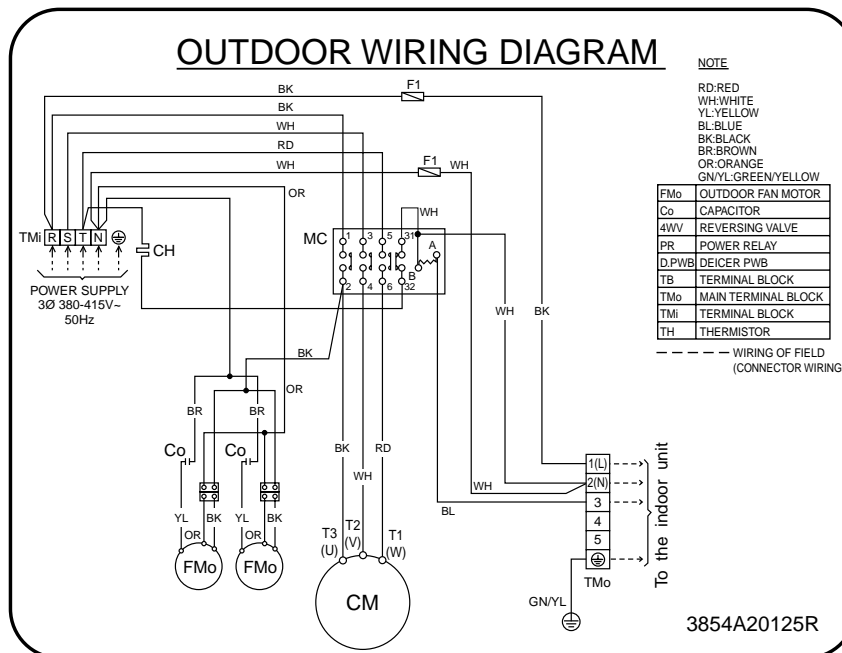 OUTDOOR WIRING DIAGRAM
NOTE
RD:RED
WH:WHITE
YL:YELLOW
BL:BLUE
BK:BLACK
BR:BROWN
OR:ORANGE
GN/YL:GREEN/YELLOW
FMo OUTDOOR FAN MOTOR
Co CAPACITOR
4WV REVERSING VALVE
PR POWER RELAY
D.PWB DEICER PWB
TB TERMINAL BLOCK
TMo MAIN TERMINAL BLOCK
TMi TERMINAL BLOCK
TH THERMISTOR
WIRING OF FIELD
(CONNECTOR WIRING
BK
F1
BK
WH
RD
WH
F1
WH
OR
TMi R S T N
CH
POWER SUPPLY
3Ø 380-415V~
50Hz
MC
1 3 5 31
WH
A
B
2 4 6 32
WH
BK
BK
OR
BR
BR
Co
Co
BK
WH
RD
YL
OR
BK
YL
OR
BK
FMo
FMo
T3
(U)
T2
(V)
T1
(W)
CM
WH
BL
1(L)
2(N)
3
4
5
TMo
GN/YL
To the indoor unit
3854A20125R